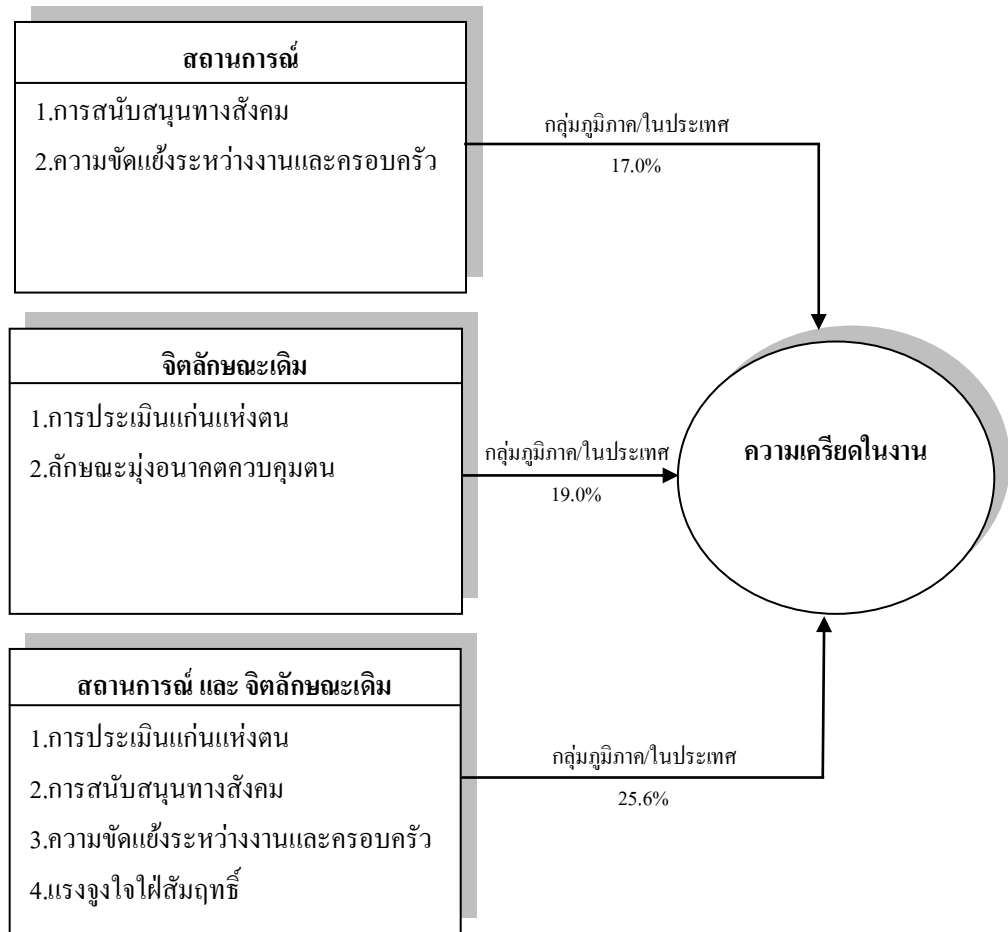 สถานการณ์
1.การสนับสนุนทางสังคม
2.ความขัดแย้งระหว่างงานและครอบครัว
กลุ่มภูมิภาค/ในประเทศ
17.0%
จิตลักษณะเดิม
1.การประเมินแก่นแห่งตน
2.ลักษณะมุ่งอนาคตควบคุมตน
กลุ่มภูมิภาค/ในประเทศ
19.0%
ความเครียดในงาน
สถานการณ์ และ จิตลักษณะเดิม
1.การประเมินแก่นแห่งตน
2.การสนับสนุนทางสังคม
3.ความขัดแย้งระหว่างงานและครอบครัว
4.แรงจูงใจใฝ่สัมฤทธิ์
กลุ่มภูมิภาค/ในประเทศ
25.6%